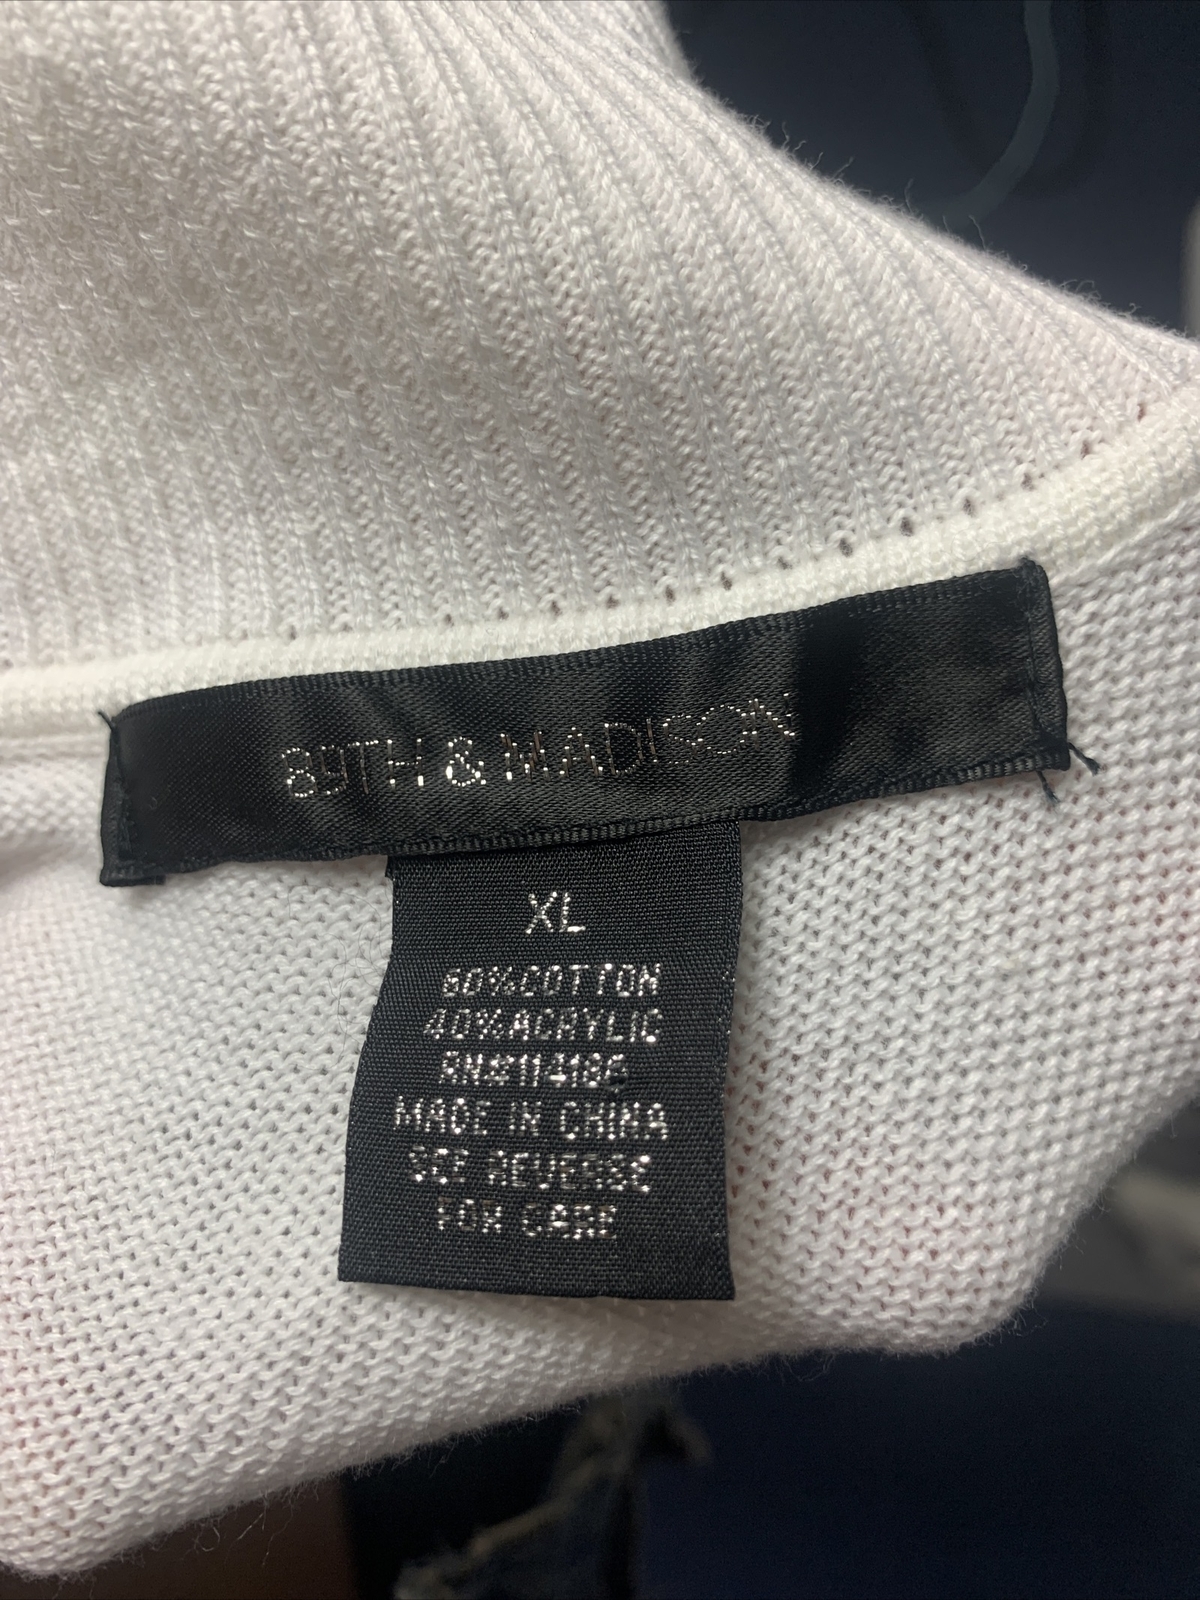 89TH & MADISON
XL
60%COTTON
40%ACRYLIC
RN#114186
MADE IN CHINA
SEE REVERSE
FOR CARE